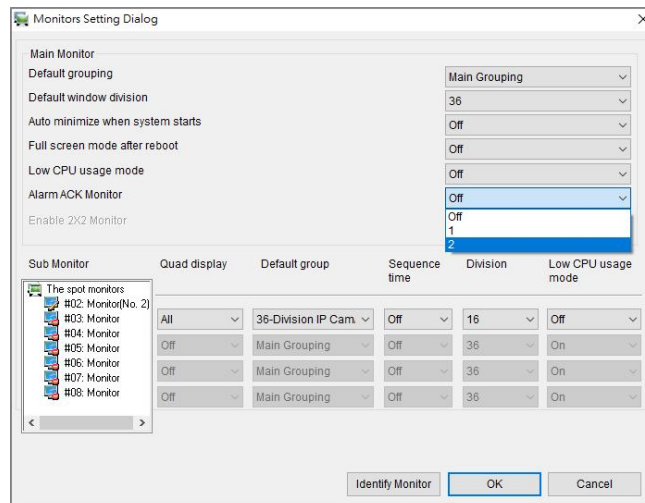 Monitors Setting Dialog
Main Monitor
Default grouping Main Grouping
Default window division 36
Auto minimize when system starts Off
Full screen mode after reboot Off
Low CPU usage mode Off
Alarm ACK Monitor Off
Off
1
2
Enable 2X2 Monitor
Sub Monitor Quad display Default group Sequence time Division Low CPU usage mode
The spot monitors
#02: Monitor(No. 2)
#03: Monitor
#04: Monitor
#05: Monitor
#06: Monitor
#07: Monitor
#08: Monitor
All 36-Division IP Cam. Off 16 Off
Off Main Grouping Off 36 On
Off Main Grouping Off 36 On
Off Main Grouping Off 36 On
Identify Monitor OK Cancel